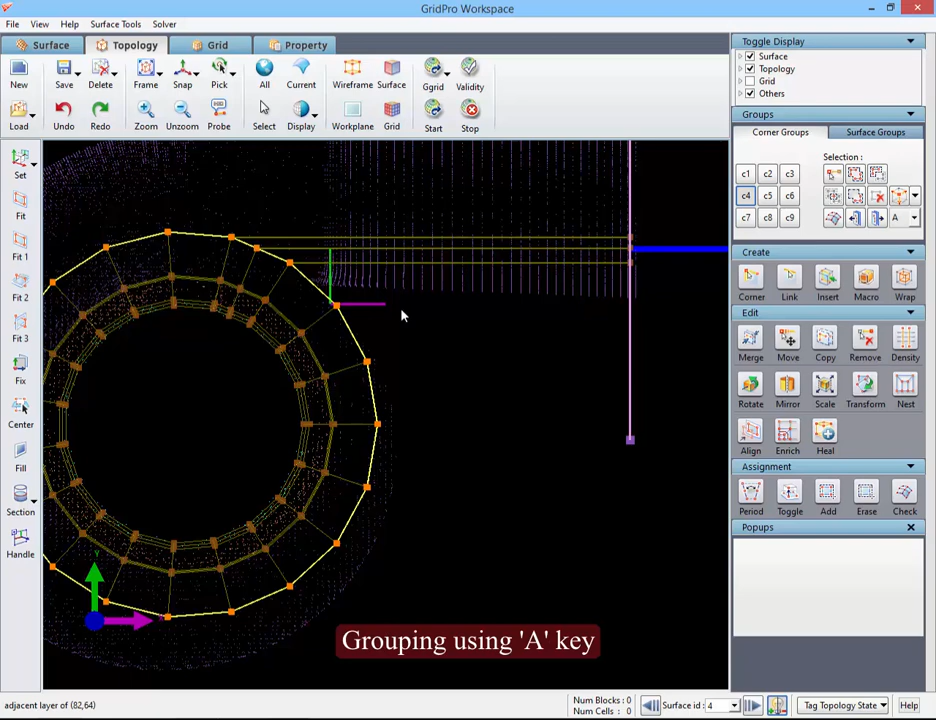 GridPro Workspace
File View Help Surface Tools Solver
Surface Topology Grid Property
New Save Delete Frame Snap Pick All Current Wireframe Surface Ggrid Validity
Load Undo Redo Zoom Unzoom Probe Select Display Workplane Grid Start Stop
Set
Fit
Fit 1
Fit 2
Fit 3
Fix
Center
Fill
Section
Handle
Y
Grouping using 'A' key
Toggle Display
Surface
Topology
Grid
Others
Groups
Corner Groups Surface Groups
Selection :
c1 c2 c3
c4 c5 c6
c7 c8 c9 A
Create
Corner Link Insert Macro Wrap
Edit
Merge Move Copy Remove Density
Rotate Mirror Scale Transform Nest
Align Enrich Heal
Assignment
Period Toggle Add Erase Check
Popups
adjacent layer of (82,64)
Num Blocks: 0
Num Cells: 0
Surface id: 4 Tag Topology State Help